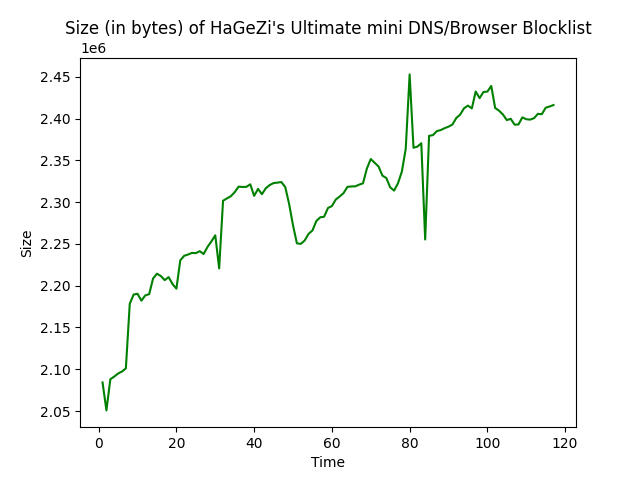 Size (in bytes) of HaGeZi's Ultimate mini DNS/Browser Blocklist
1e6
2.45
2.40
2.35
2.30
2.25
2.20
2.15
2.10
2.05
Size
0 20 40 60 80 100 120
Time